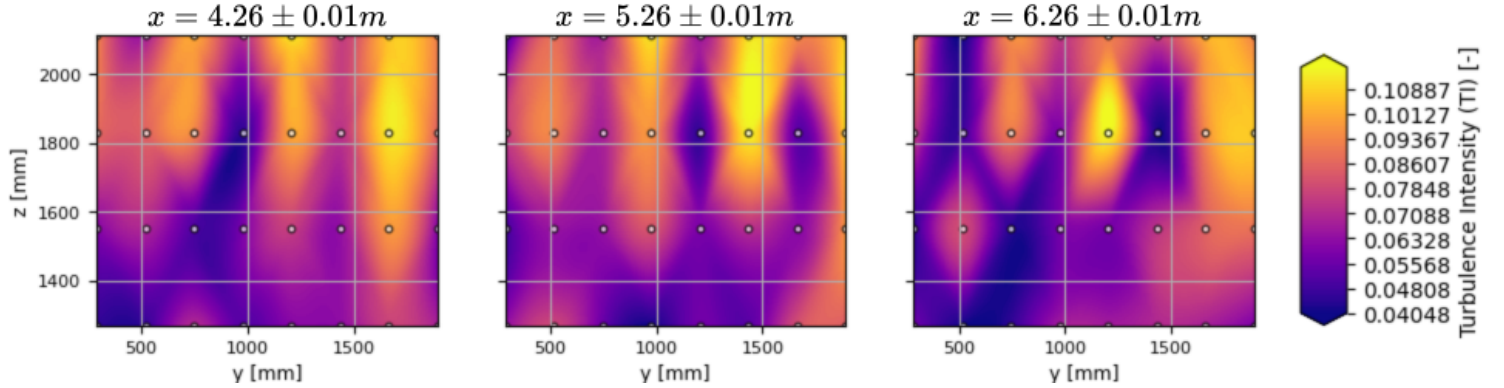 x = 4.26 ± 0.01m
x = 5.26 ± 0.01m
x = 6.26 ± 0.01m
z [mm]
2000
1800
1600
1400
500 1000 1500
y [mm]
500 1000 1500
y [mm]
500 1000 1500
y [mm]
0.10887
0.10127
0.09367
0.08607
0.07848
0.07088
0.06328
0.05568
0.04808
0.04048
Turbulence Intensity (TI) [-]